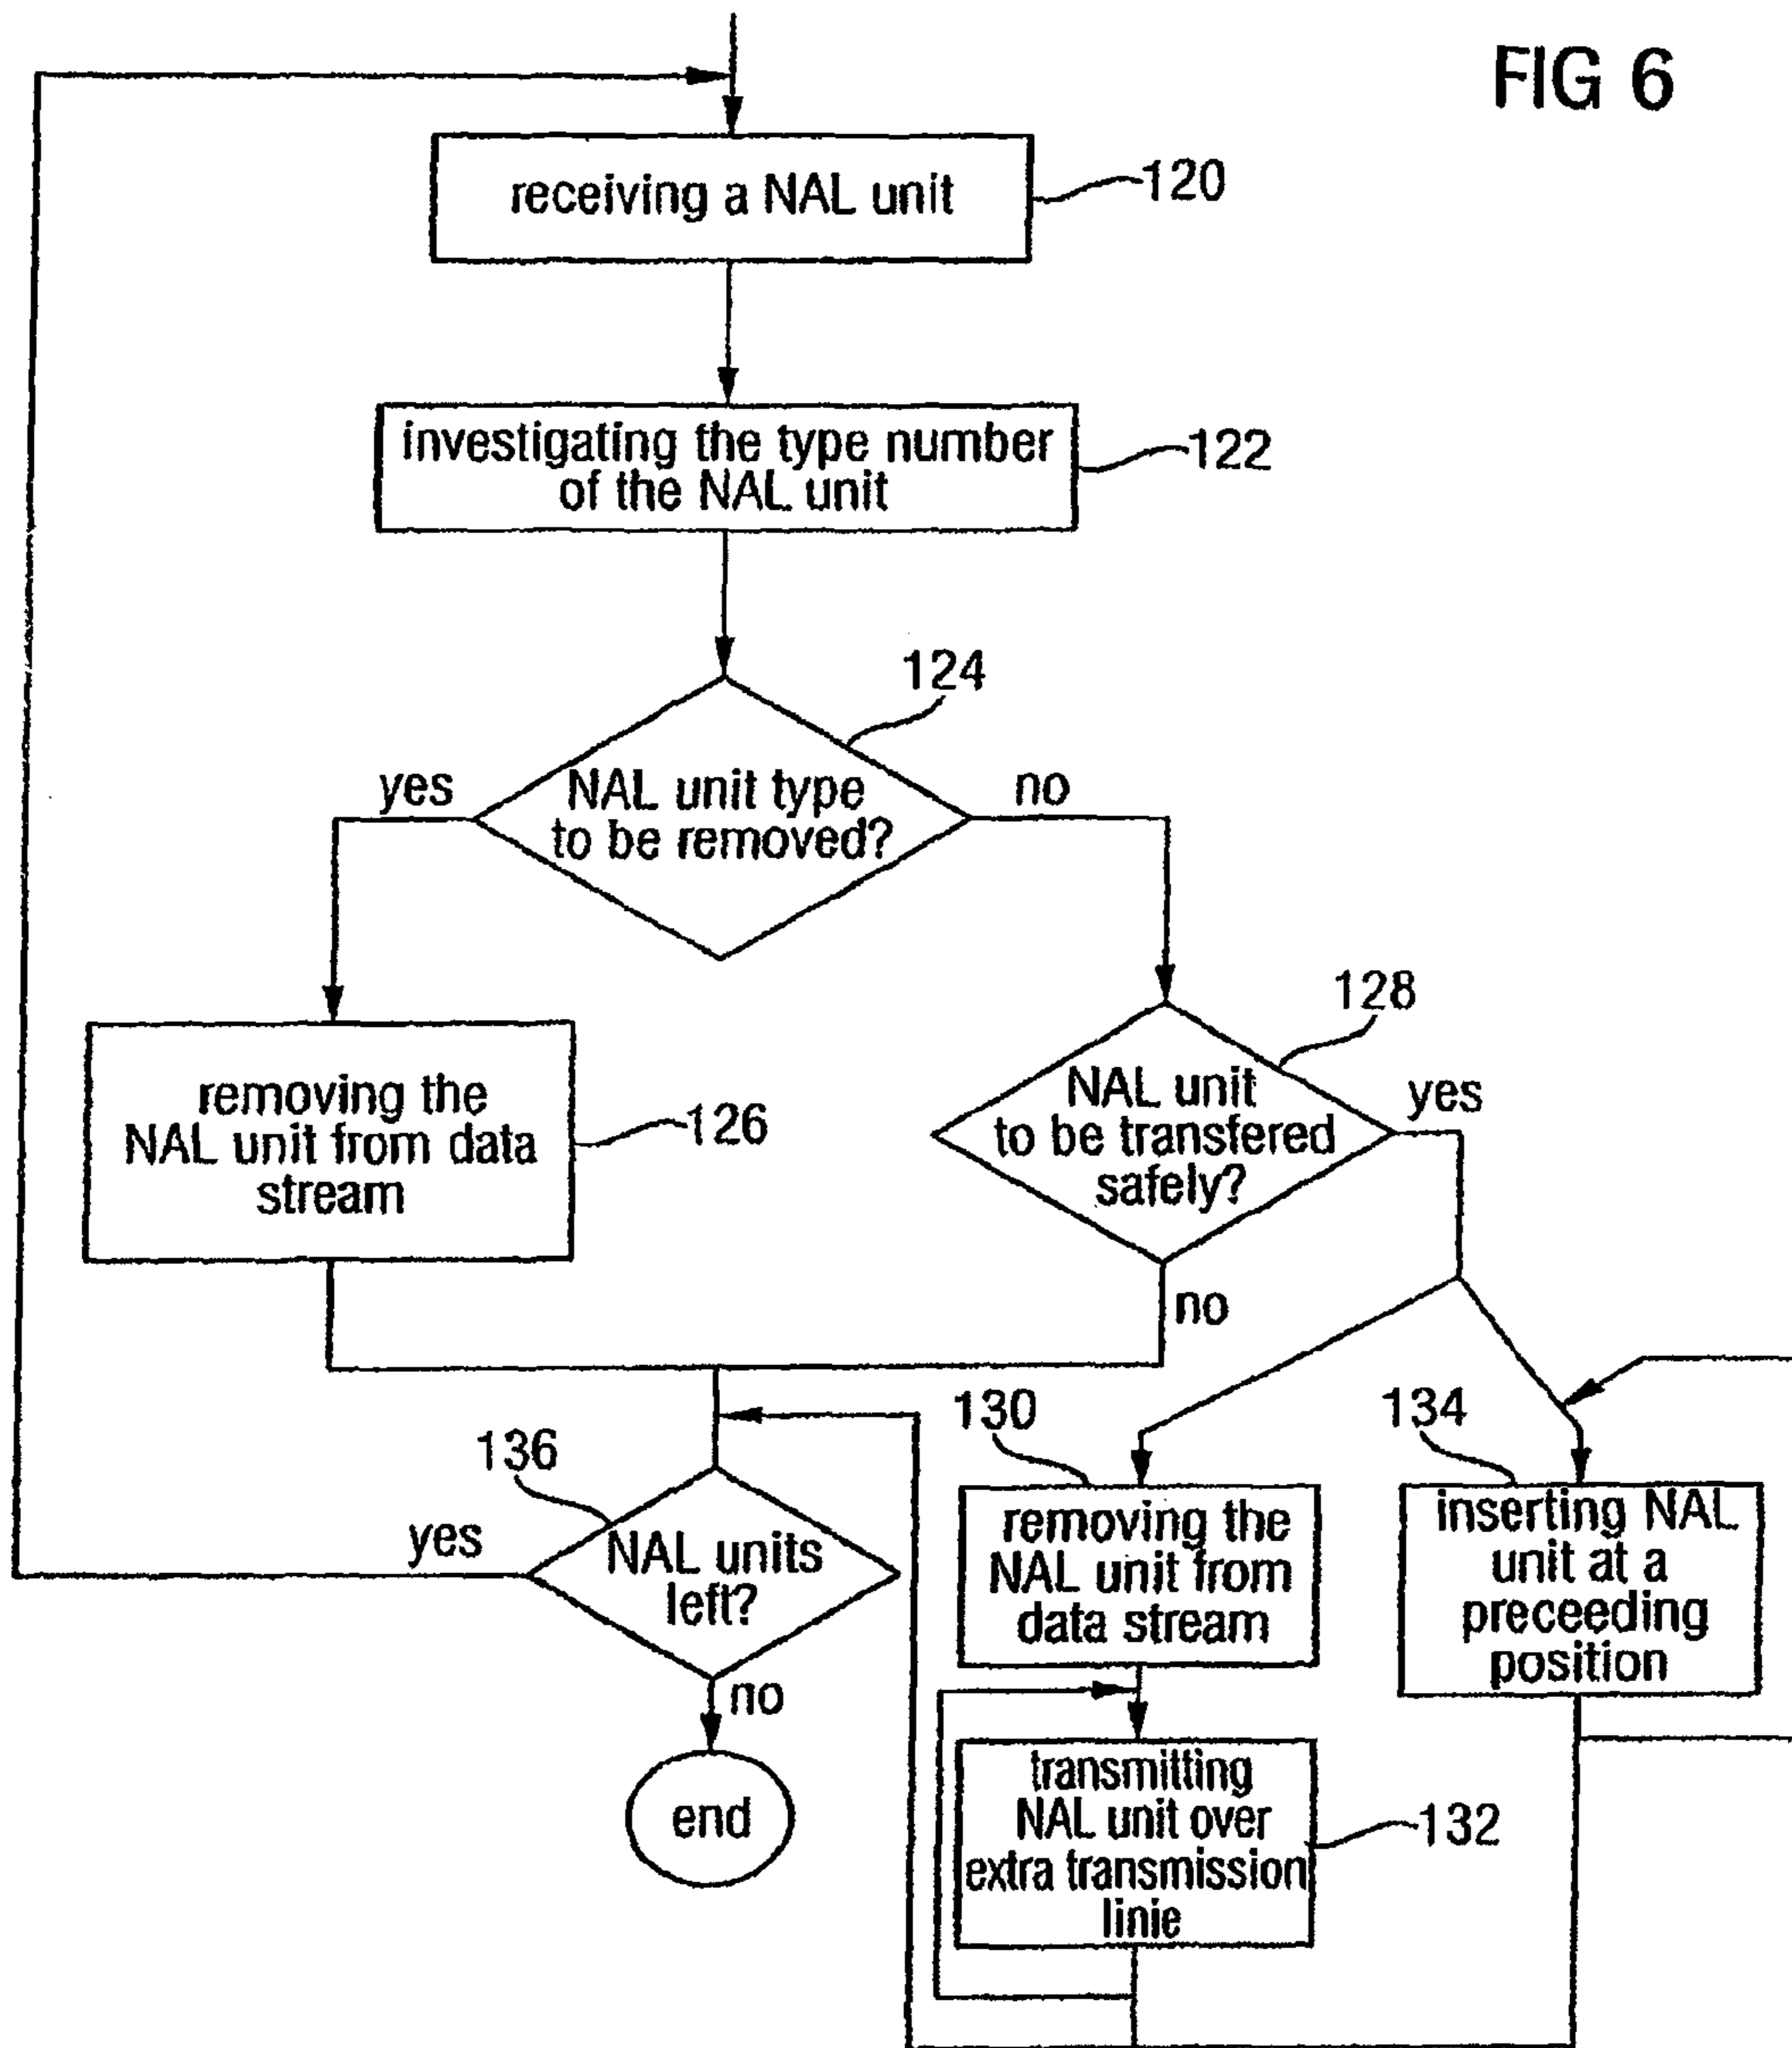 FIG 6
receiving a NAL unit
120
investigating the type number
of the NAL unit
122
124
yes
NAL unit type
to be removed?
no
128
removing the
NAL unit from data
stream
126
NAL unit
to be transfered
safely?
yes
no
130
134
136
yes
NAL units
left?
no
end
removing the
NAL unit from
data stream
inserting NAL
unit at a
preceeding
position
transmitting
NAL unit over
extra transmission
linie
132